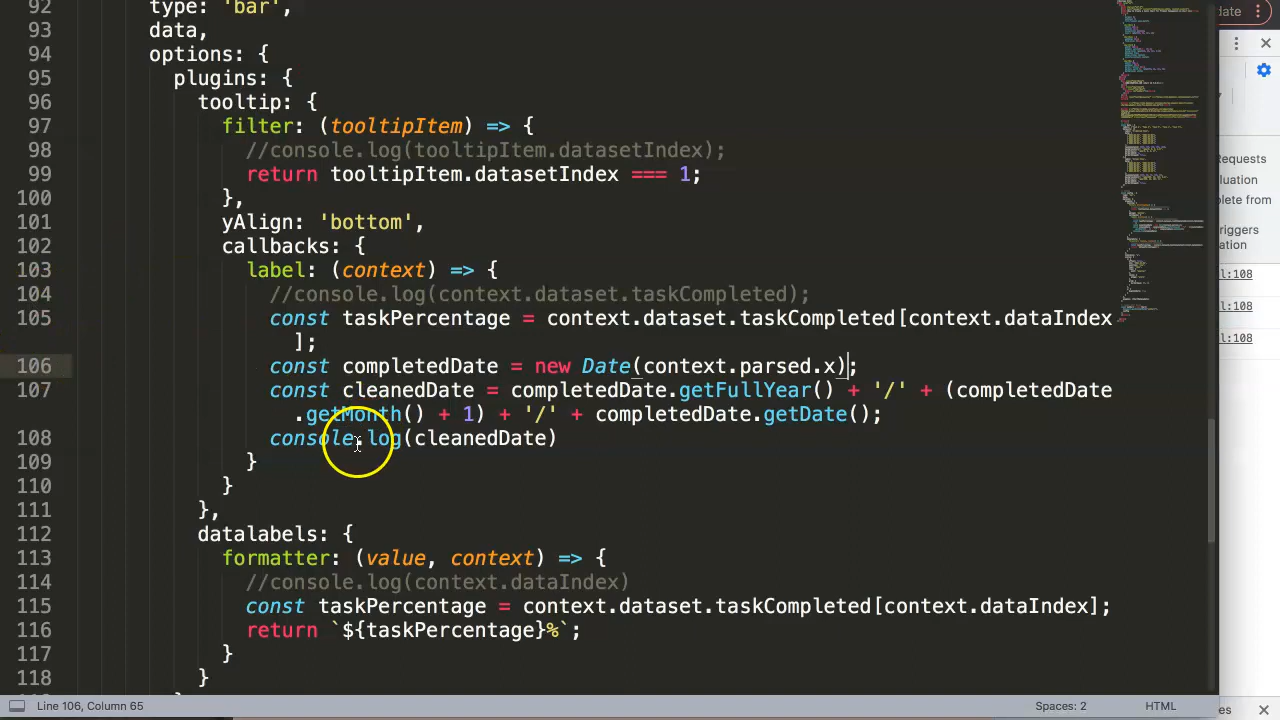 92 type: 'bar',
date
93 data,
94 options: {
95 plugins: {
96 tooltip: {
97 filter: (tooltipItem) => {
98 //console.log(tooltipItem.datasetIndex);
Requests
99 return tooltipItem.datasetIndex === 1;
100 },
101 yAlign: 'bottom',
102 callbacks: {
103 label: (context) => {
l:108
104 //console.log(context.dataset.taskCompleted);
l:108
105 const taskPercentage = context.dataset.taskCompleted[context.dataIndex
];
l:108
106 const completedDate = new Date(context.parsed.x);
107 const cleanedDate = completedDate.getFullYear() + '/' + (completedDate
.getMonth() + 1) + '/' + completedDate.getDate();
108 console.log(cleanedDate)
109 }
110 }
111 },
112 datalabels: {
113 formatter: (value, context) => {
114 //console.log(context.dataIndex)
115 const taskPercentage = context.dataset.taskCompleted[context.dataIndex];
116 return `${taskPercentage}%`;
117 }
118 }
Line 106, Column 65 Spaces: 2 HTML